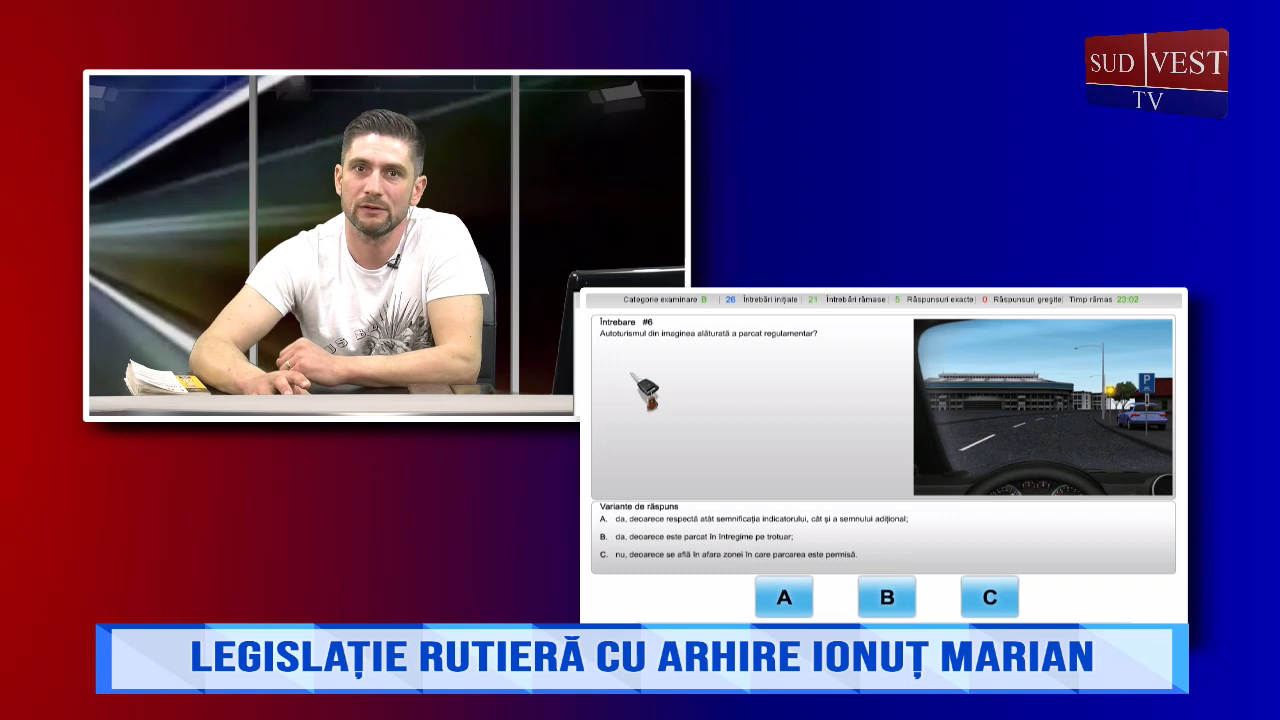 SUD VEST
TV
US B
Categorie examinare B | 26 Întrebări inițiale | 21 Întrebări rămase | 5 Răspunsuri exacte | 0 Răspunsuri greșite | Timp rămas 23:02
Întrebare #6
Autoturismul din imaginea alăturată a parcat regulamentar?
P
Variante de răspuns
A. da, deoarece respectă atât semnificația indicatorului, cât și a semnului adițional;
B. da, deoarece este parcat în întregime pe trotuar;
C. nu, deoarece se află în afara zonei în care parcarea este permisă.
A B C
LEGISLAȚIE RUTIERĂ CU ARHIRE IONUȚ MARIAN